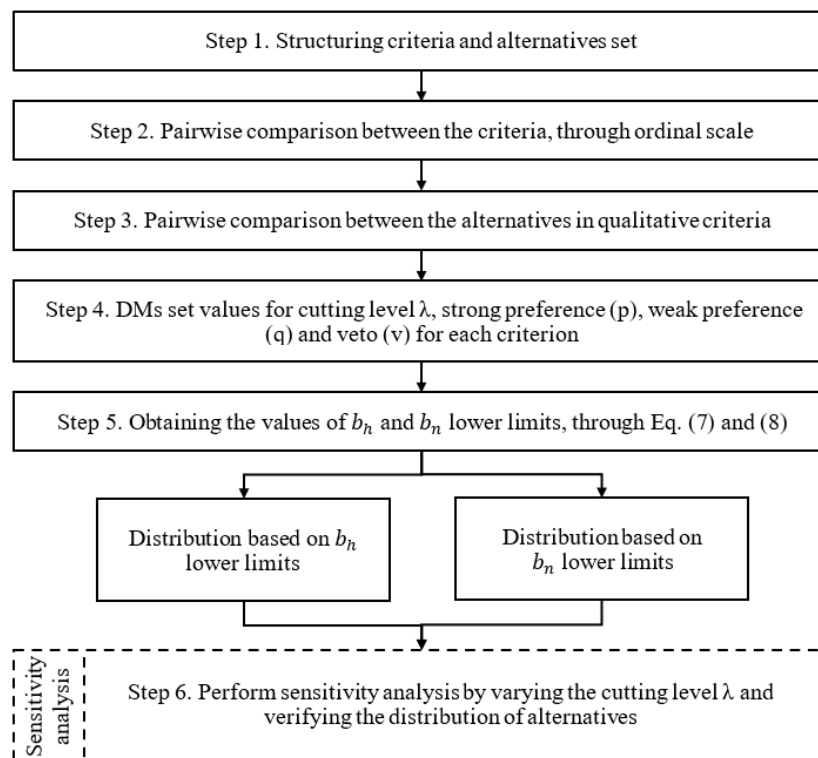 Step 1. Structuring criteria and alternatives set
Step 2. Pairwise comparison between the criteria, through ordinal scale
Step 3. Pairwise comparison between the alternatives in qualitative criteria
Step 4. DMs set values for cutting level λ, strong preference (p), weak preference
(q) and veto (v) for each criterion
Step 5. Obtaining the values of b_h and b_n lower limits, through Eq. (7) and (8)
Distribution based on b_h
lower limits
Distribution based on
b_n lower limits
Sensitivity
analysis
Step 6. Perform sensitivity analysis by varying the cutting level λ and
verifying the distribution of alternatives